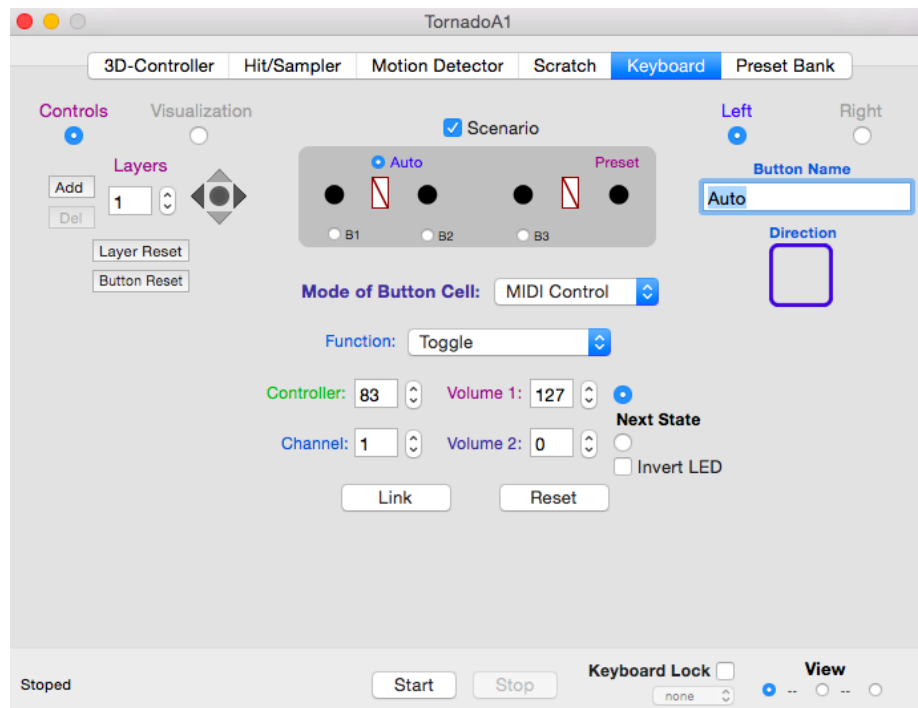 TornadoA1
3D-Controller Hit/Sampler Motion Detector Scratch Keyboard Preset Bank
Controls Visualization
Scenario
Left Right
Layers
Add
Del
1
Auto Preset
B1 B2 B3
Button Name
Auto
Direction
Layer Reset
Button Reset
Mode of Button Cell: MIDI Control
Function: Toggle
Controller: 83 Volume 1: 127
Next State
Channel: 1 Volume 2: 0
Invert LED
Link Reset
Stoped
Start Stop
Keyboard Lock
none
View
-- --